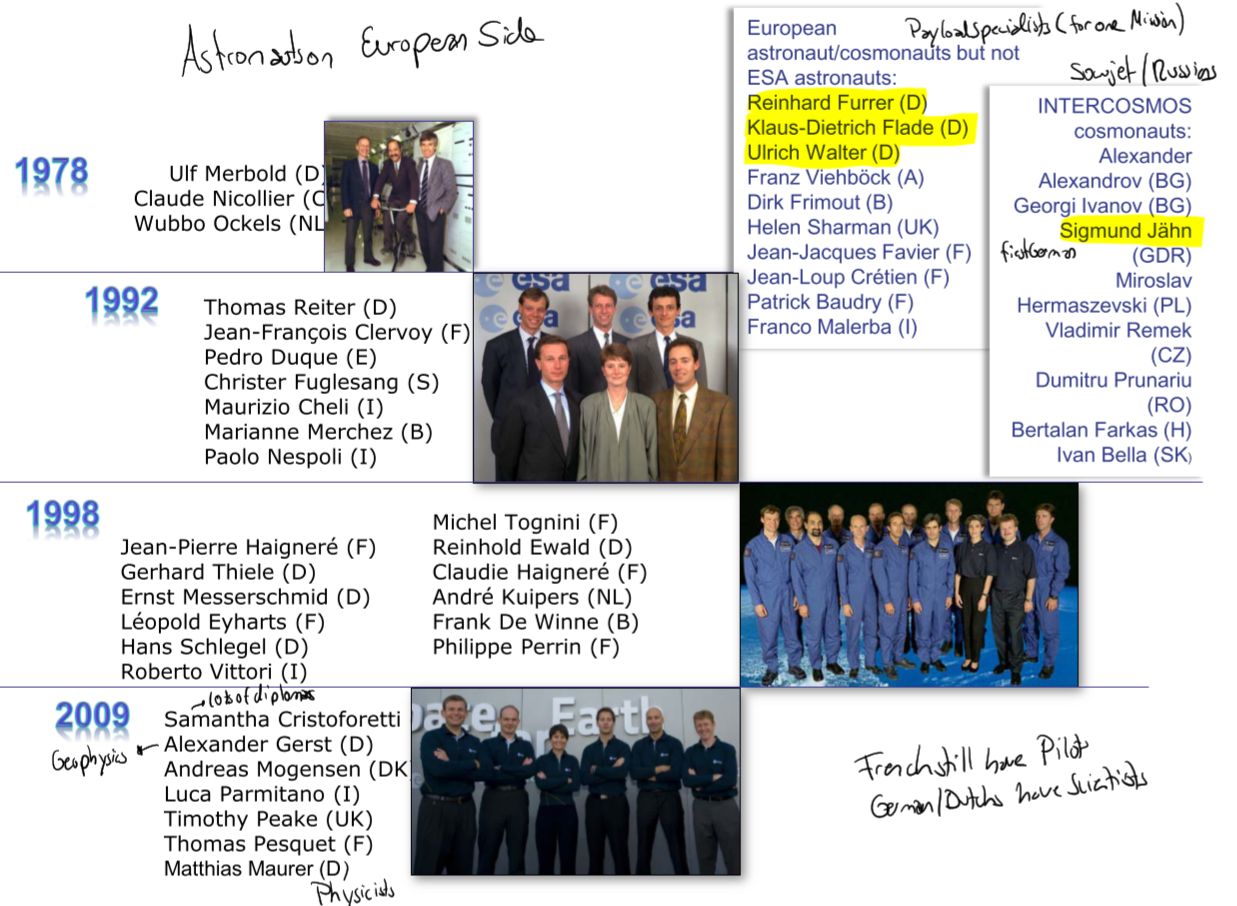 Astronauten European Side
1978
Ulf Merbold (D)
Claude Nicollier (C
Wubbo Ockels (NL
European
astronaut/cosmonauts but not
ESA astronauts:
Reinhard Furrer (D)
Klaus-Dietrich Flade (D)
Ulrich Walter (D)
Franz Viehböck (A)
Dirk Frimout (B)
Helen Sharman (UK)
Jean-Jacques Favier (F)
Jean-Loup Crétien (F)
Patrick Baudry (F)
Franco Malerba (I)
Payloadspecialists (for one Mission)
Sowjet/Russians
INTERCOSMOS
cosmonauts:
Alexander
Alexandrov (BG)
Georgi Ivanov (BG)
Sigmund Jähn
(GDR)
first German
Miroslav
Hermaszevski (PL)
Vladimir Remek
(CZ)
Dumitru Prunariu
(RO)
Bertalan Farkas (H)
Ivan Bella (SK)
1992
Thomas Reiter (D)
Jean-François Clervoy (F)
Pedro Duque (E)
Christer Fuglesang (S)
Maurizio Cheli (I)
Marianne Merchez (B)
Paolo Nespoli (I)
esa esa esa
esa esa
1998
Jean-Pierre Haigneré (F)
Gerhard Thiele (D)
Ernst Messerschmid (D)
Léopold Eyharts (F)
Hans Schlegel (D)
Roberto Vittori (I)
Michel Tognini (F)
Reinhold Ewald (D)
Claudie Haigneré (F)
André Kuipers (NL)
Frank De Winne (B)
Philippe Perrin (F)
2009
lots of diplomas
Samantha Cristoforetti
Geophysics
Alexander Gerst (D)
Andreas Mogensen (DK
Luca Parmitano (I)
Timothy Peake (UK)
Thomas Pesquet (F)
Matthias Maurer (D)
Physicists
Earth
French still have Pilot
German/Dutchs have scientists